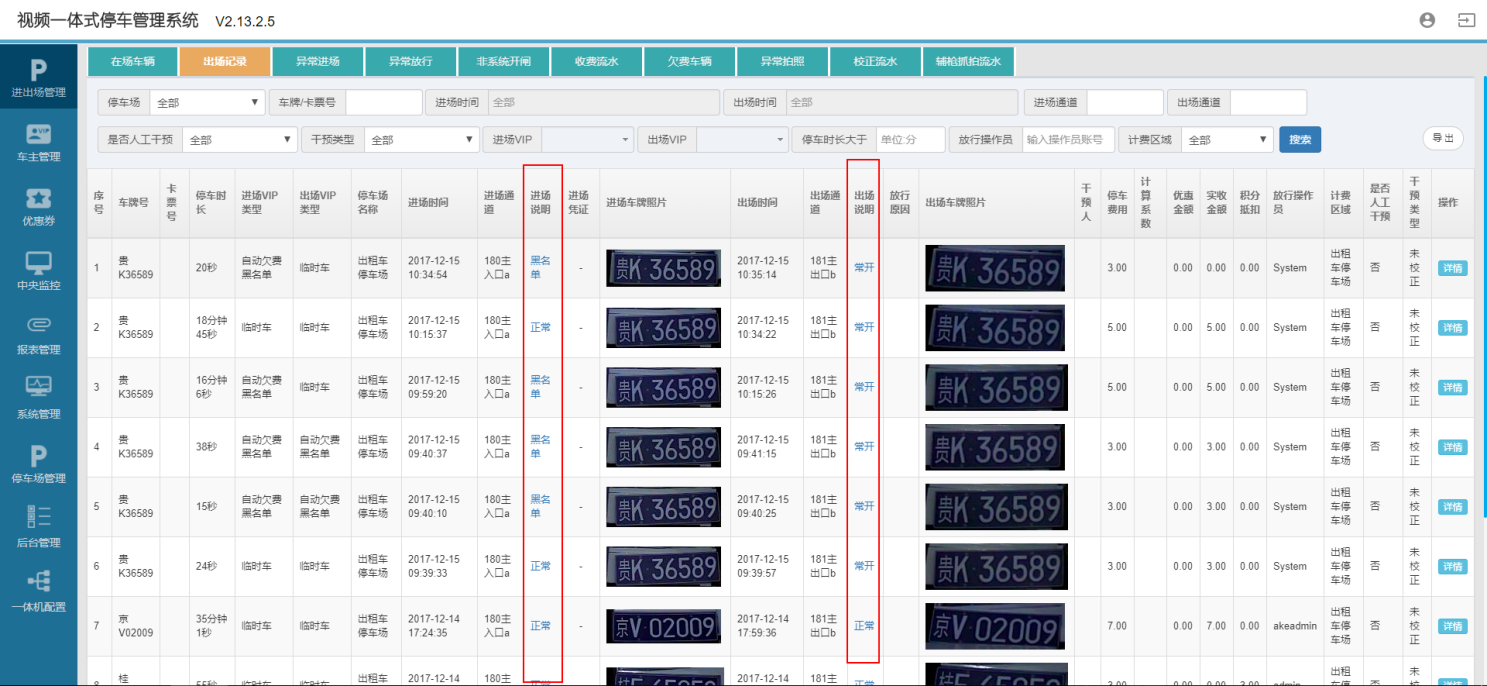 视频一体式停车管理系统 V2.13.2.5
在场车辆 出场记录 异常进场 异常放行 非系统开闸 收费流水 欠费车辆 异常拍照 校正流水 辅枪抓拍流水
停车场 全部 车牌/卡票号 进场时间 全部 出场时间 全部 进场通道 出场通道
是否人工干预 全部 干预类型 全部 进场VIP 出场VIP 停车时长大于 单位:分 放行操作员 输入操作员账号 计费区域 全部 搜索 导出
进出场管理
车主管理
优惠券
中央监控
报表管理
系统管理
停车场管理
后台管理
一体机配置
序号 车牌号 卡票号 停车时长 进场VIP类型 出场VIP类型 停车场名称 进场时间 进场通道 进场说明 进场凭证 进场车牌照片 出场时间 出场通道 出场说明 放行原因 出场车牌照片 干预人 停车费用 计算系数 优惠金额 实收金额 积分抵扣 放行操作员 计费区域 是否人工干预 干预类型 操作
1 贵K36589 20秒 自动欠费黑名单 临时车 出租车停车场 2017-12-15 10:34:54 180主入口a 黑名单 - 贵K 36589 2017-12-15 10:35:14 181主出口b 常开 贵K 36589 3.00 0.00 0.00 0.00 System 出租车停车场 否 未校正 详情
2 贵K36589 18分钟45秒 临时车 临时车 出租车停车场 2017-12-15 10:15:37 180主入口a 正常 - 贵K 36589 2017-12-15 10:34:22 181主出口b 常开 贵K 36589 5.00 0.00 5.00 0.00 System 出租车停车场 否 未校正 详情
3 贵K36589 16分钟6秒 自动欠费黑名单 临时车 出租车停车场 2017-12-15 09:59:20 180主入口a 黑名单 - 贵K 36589 2017-12-15 10:15:26 181主出口b 常开 贵K 36589 5.00 0.00 5.00 0.00 System 出租车停车场 否 未校正 详情
4 贵K36589 38秒 自动欠费黑名单 自动欠费黑名单 出租车停车场 2017-12-15 09:40:37 180主入口a 黑名单 - 贵K 36589 2017-12-15 09:41:15 181主出口b 常开 贵K 36589 3.00 0.00 3.00 0.00 System 出租车停车场 否 未校正 详情
5 贵K36589 15秒 自动欠费黑名单 自动欠费黑名单 出租车停车场 2017-12-15 09:40:10 180主入口a 黑名单 - 贵K 36589 2017-12-15 09:40:25 181主出口b 常开 贵K 36589 3.00 0.00 3.00 0.00 System 出租车停车场 否 未校正 详情
6 贵K36589 24秒 临时车 临时车 出租车停车场 2017-12-15 09:39:33 180主入口a 正常 - 贵K 36589 2017-12-15 09:39:57 181主出口b 常开 贵K 36589 3.00 0.00 3.00 0.00 System 出租车停车场 否 未校正 详情
7 京V02009 35分钟1秒 临时车 临时车 出租车停车场 2017-12-14 17:24:35 180主入口a 正常 - 京V 02009 2017-12-14 17:59:36 181主出口b 正常 京V 02009 7.00 0.00 7.00 0.00 akeadmin 出租车停车场 否 未校正 详情
桂 出租车 2017-12-14 180主 2017-12-14 181主 出租 未校